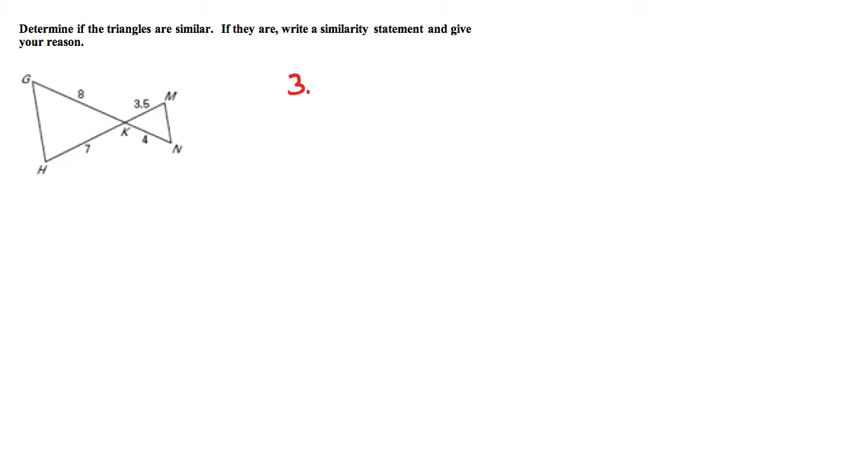 Determine if the triangles are similar. If they are, write a similarity statement and give
your reason.
3.
G
8
3.5
M
K
4
7
N
H